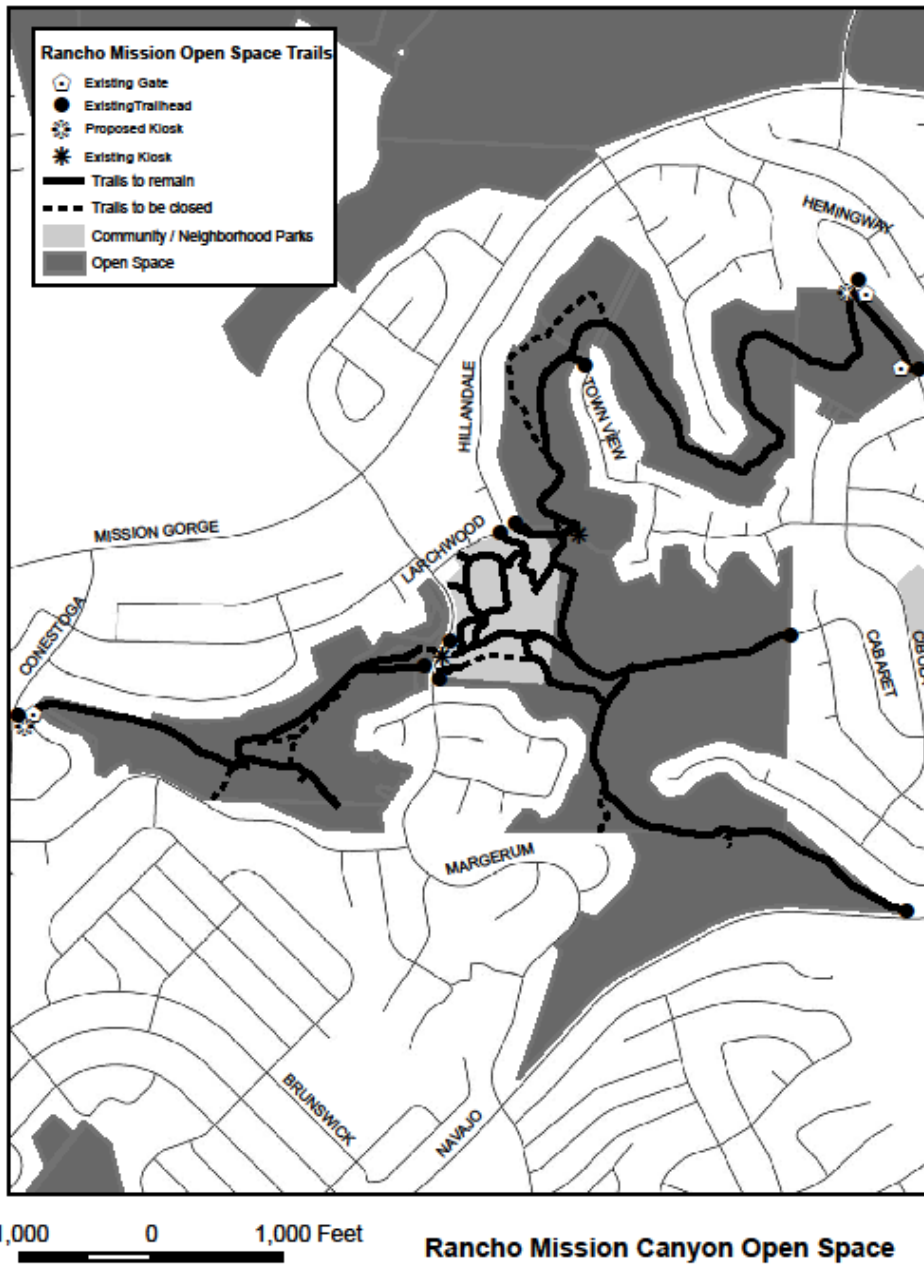 Rancho Mission Open Space Trails
Existing Gate
ExistingTrailhead
Proposed Kiosk
Existing Kiosk
Trails to remain
Trails to be closed
Community / Neighborhood Parks
Open Space
HEMINGWAY
HILLANDALE
TOWN VIEW
MISSION GORGE
LARCHWOOD
CONESTOGA
CABARET
MARGERUM
BRUNSWICK
NAVAJO
1,000 0 1,000 Feet
Rancho Mission Canyon Open Space